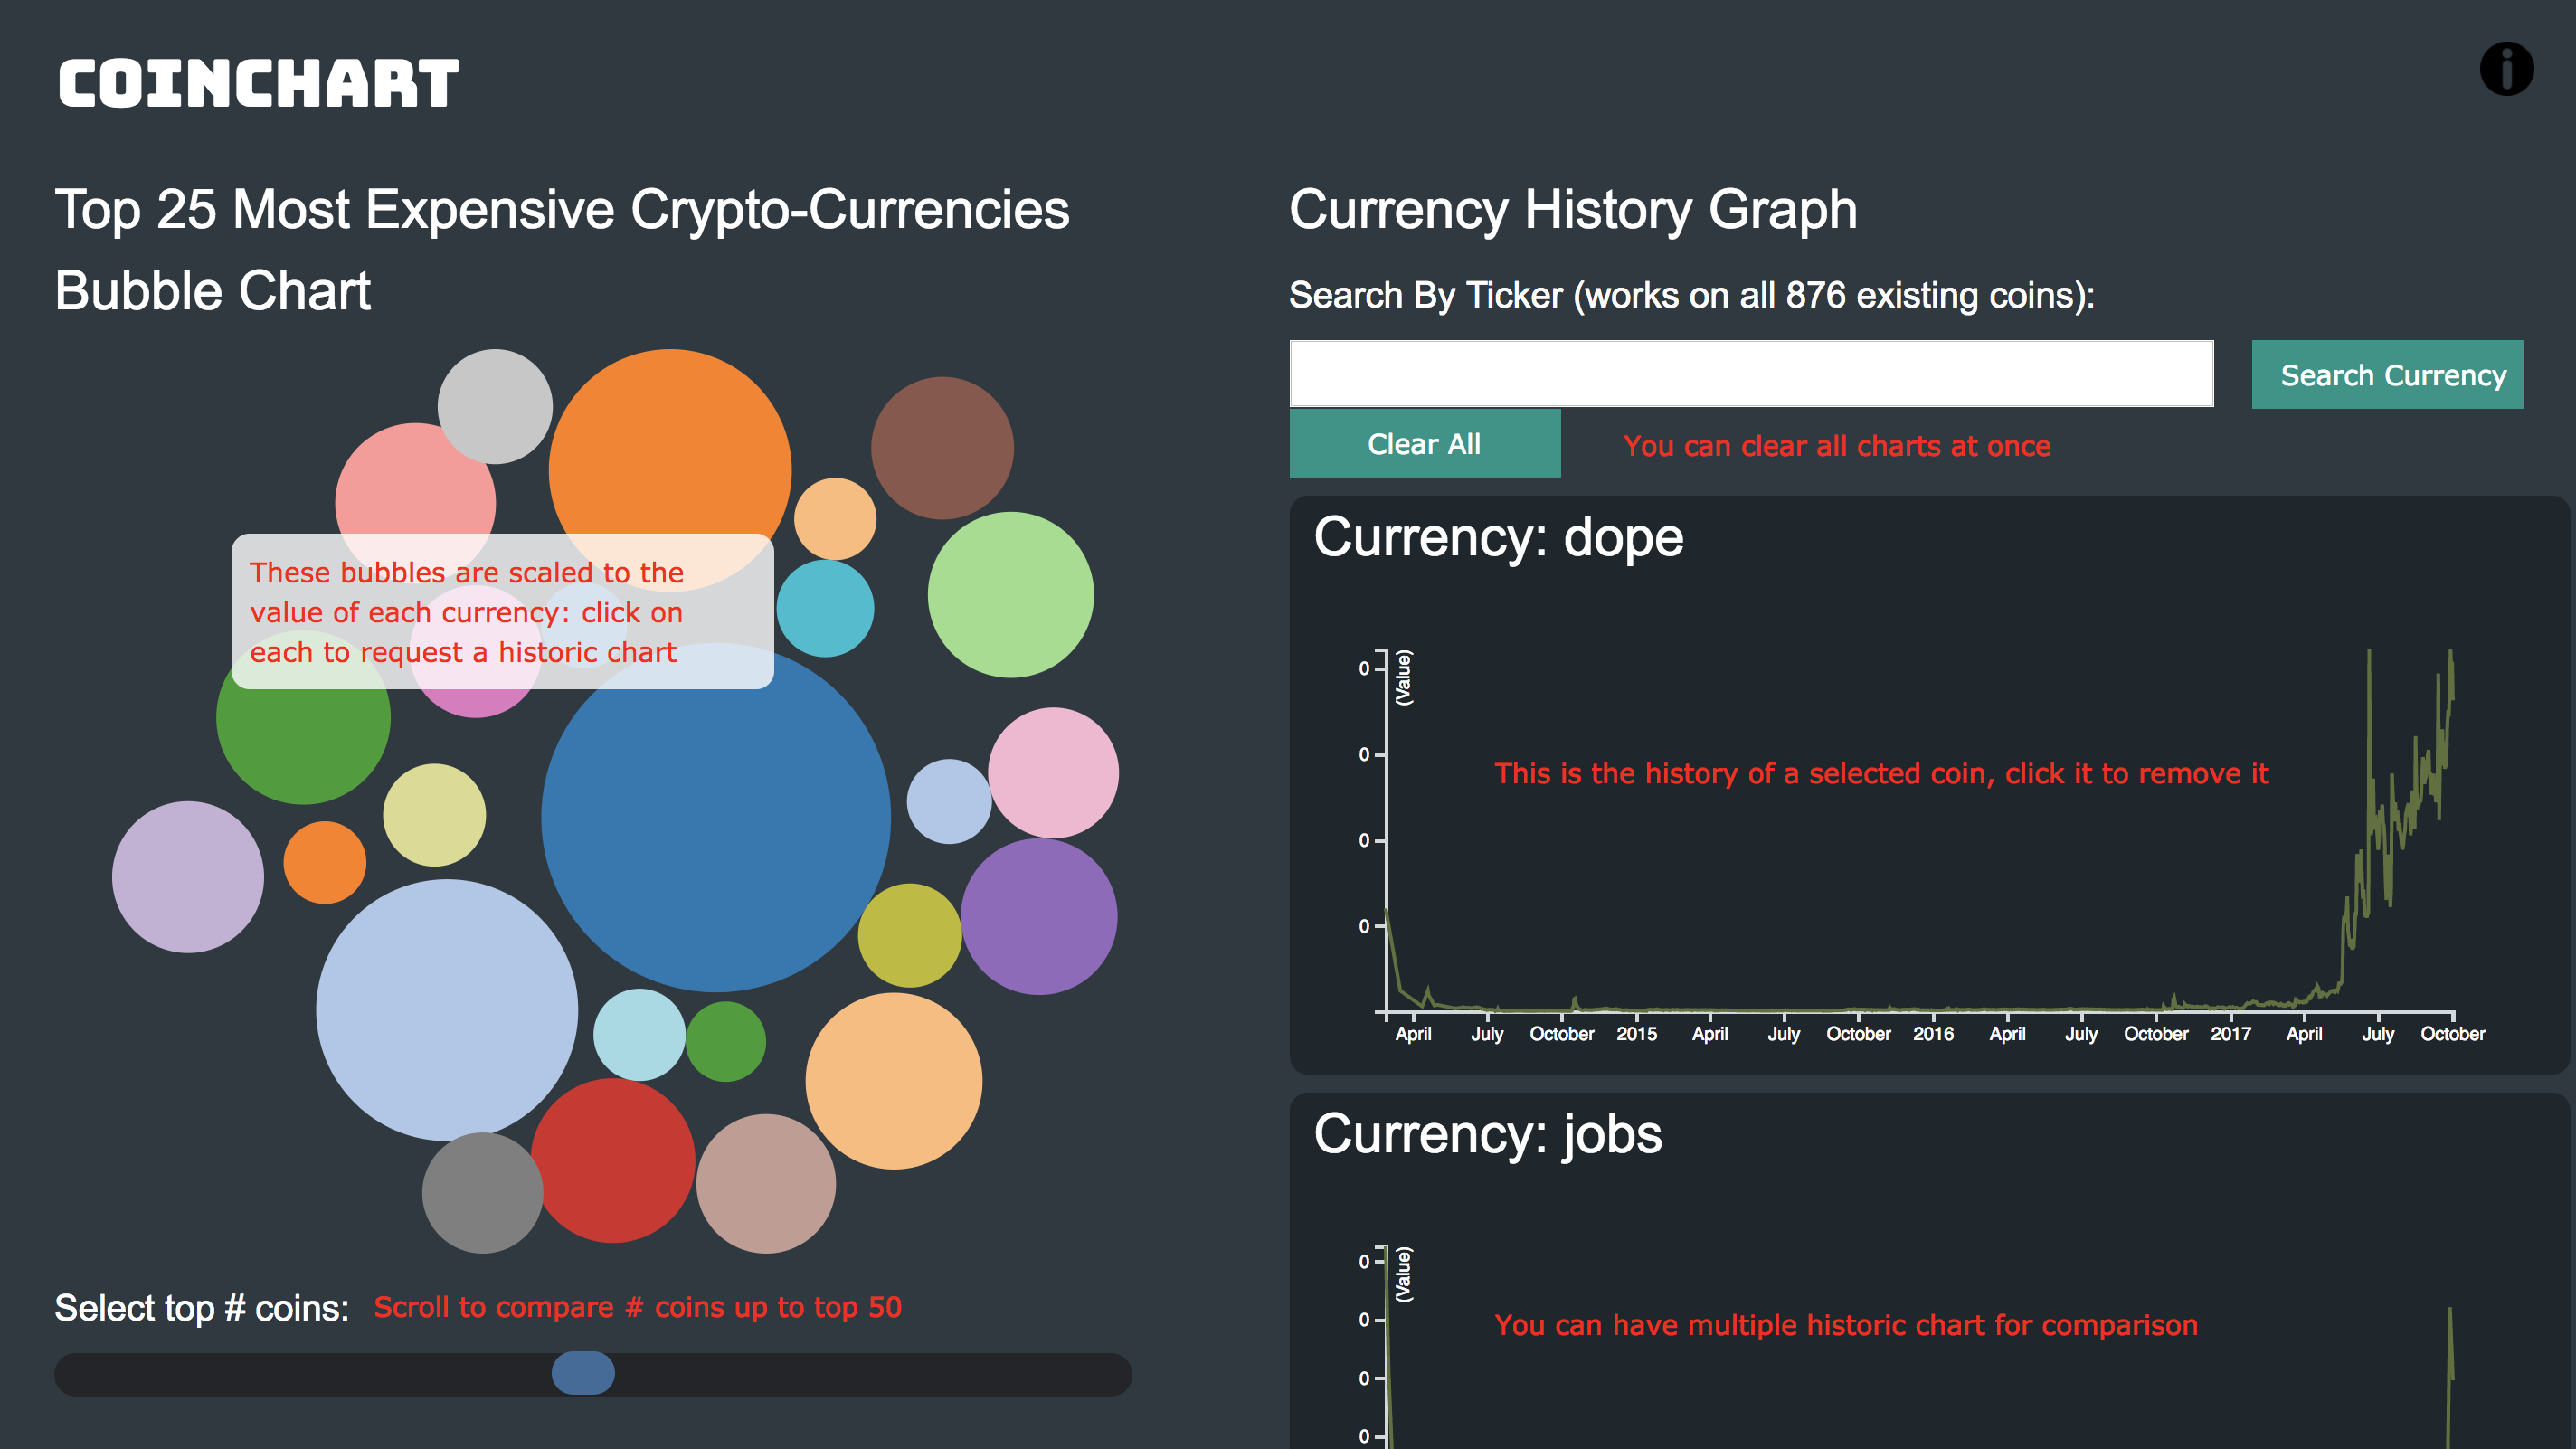 COINCHART
i
Top 25 Most Expensive Crypto-Currencies
Bubble Chart
These bubbles are scaled to the
value of each currency: click on
each to request a historic chart
Select top # coins:
Scroll to compare # coins up to top 50
Currency History Graph
Search By Ticker (works on all 876 existing coins):
Search Currency
Clear All
You can clear all charts at once
Currency: dope
(Value)
0
0
0
0
This is the history of a selected coin, click it to remove it
April July October 2015 April July October 2016 April July October 2017 April July October
Currency: jobs
(Value)
0
0
0
0
You can have multiple historic chart for comparison